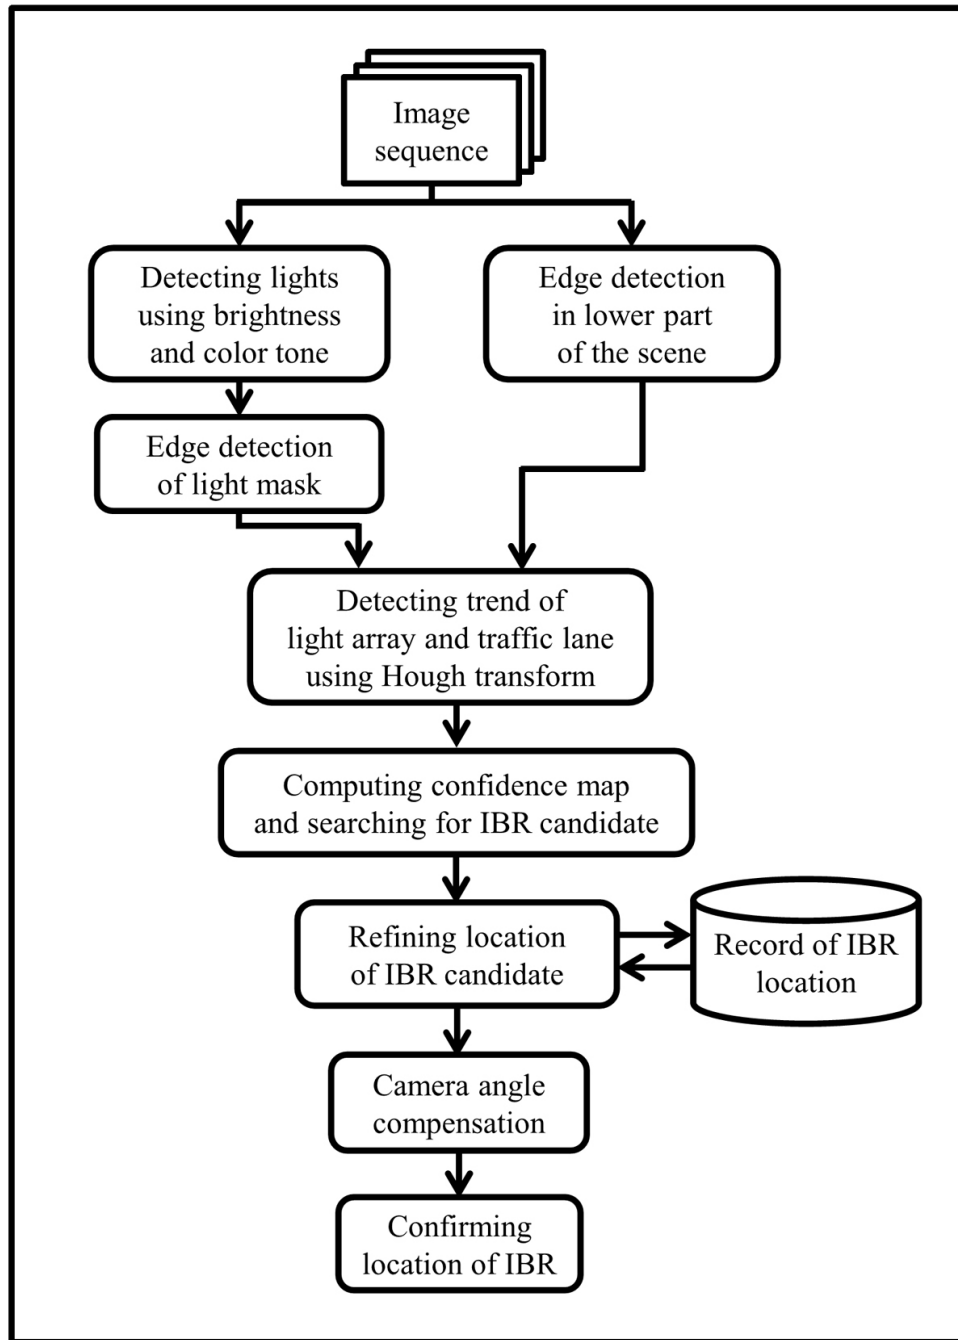 Image
sequence
Detecting lights
using brightness
and color tone
Edge detection
in lower part
of the scene
Edge detection
of light mask
Detecting trend of
light array and traffic lane
using Hough transform
Computing confidence map
and searching for IBR candidate
Refining location
of IBR candidate
Record of IBR
location
Camera angle
compensation
Confirming
location of IBR